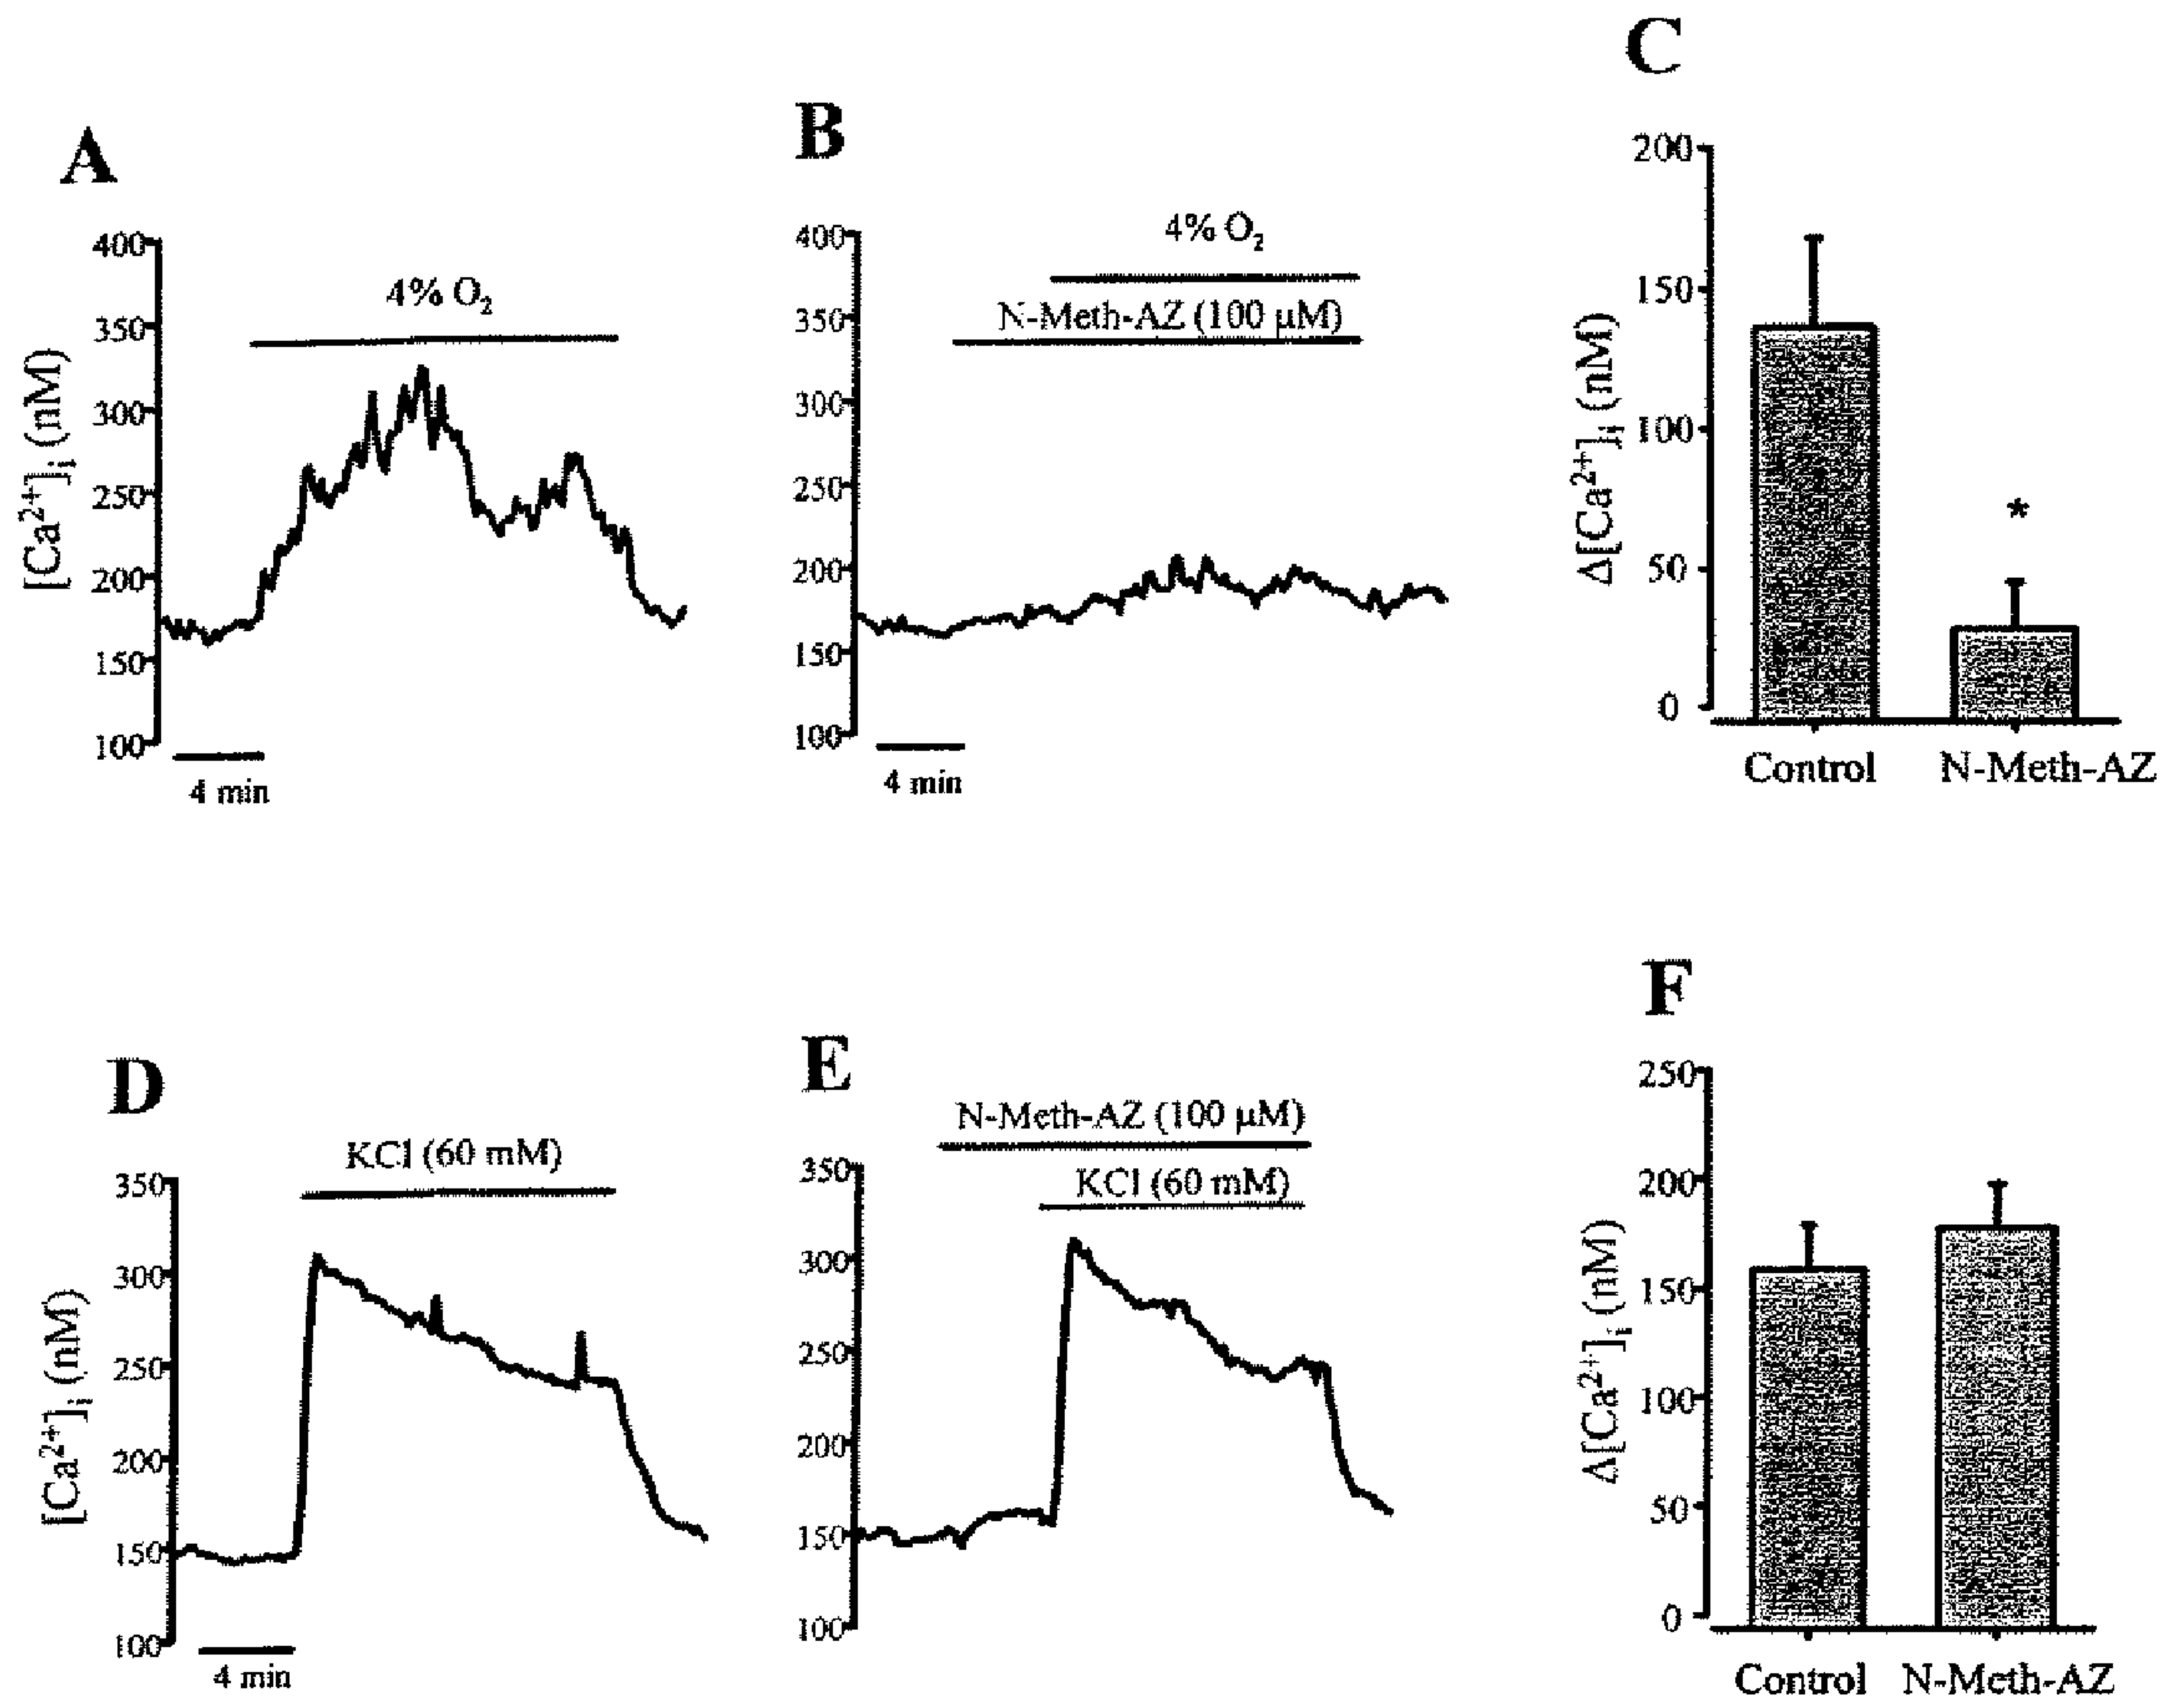 A
400
350
300
250
200
150
100
[Ca²⁺]ᵢ (nM)
4% O₂
4 min
B
400
350
300
250
200
150
100
4% O₂
N-Meth-AZ (100 µM)
4 min
C
200
150
100
50
0
Δ[Ca²⁺]ᵢ (nM)
*
Control
N-Meth-AZ
D
350
300
250
200
150
100
[Ca²⁺]ᵢ (nM)
KCl (60 mM)
4 min
E
N-Meth-AZ (100 µM)
KCl (60 mM)
350
300
250
200
150
100
F
250
200
150
100
50
0
Δ[Ca²⁺]ᵢ (nM)
Control
N-Meth-AZ